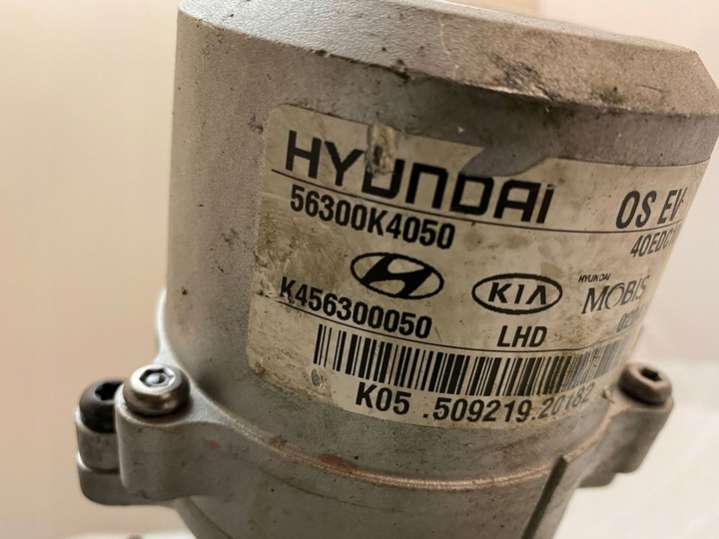 HYUNDAI
OS EV
56300K4050
KIA
HYUNDAI
MOBIS
K456300050
LHD
K05 .509219.20182